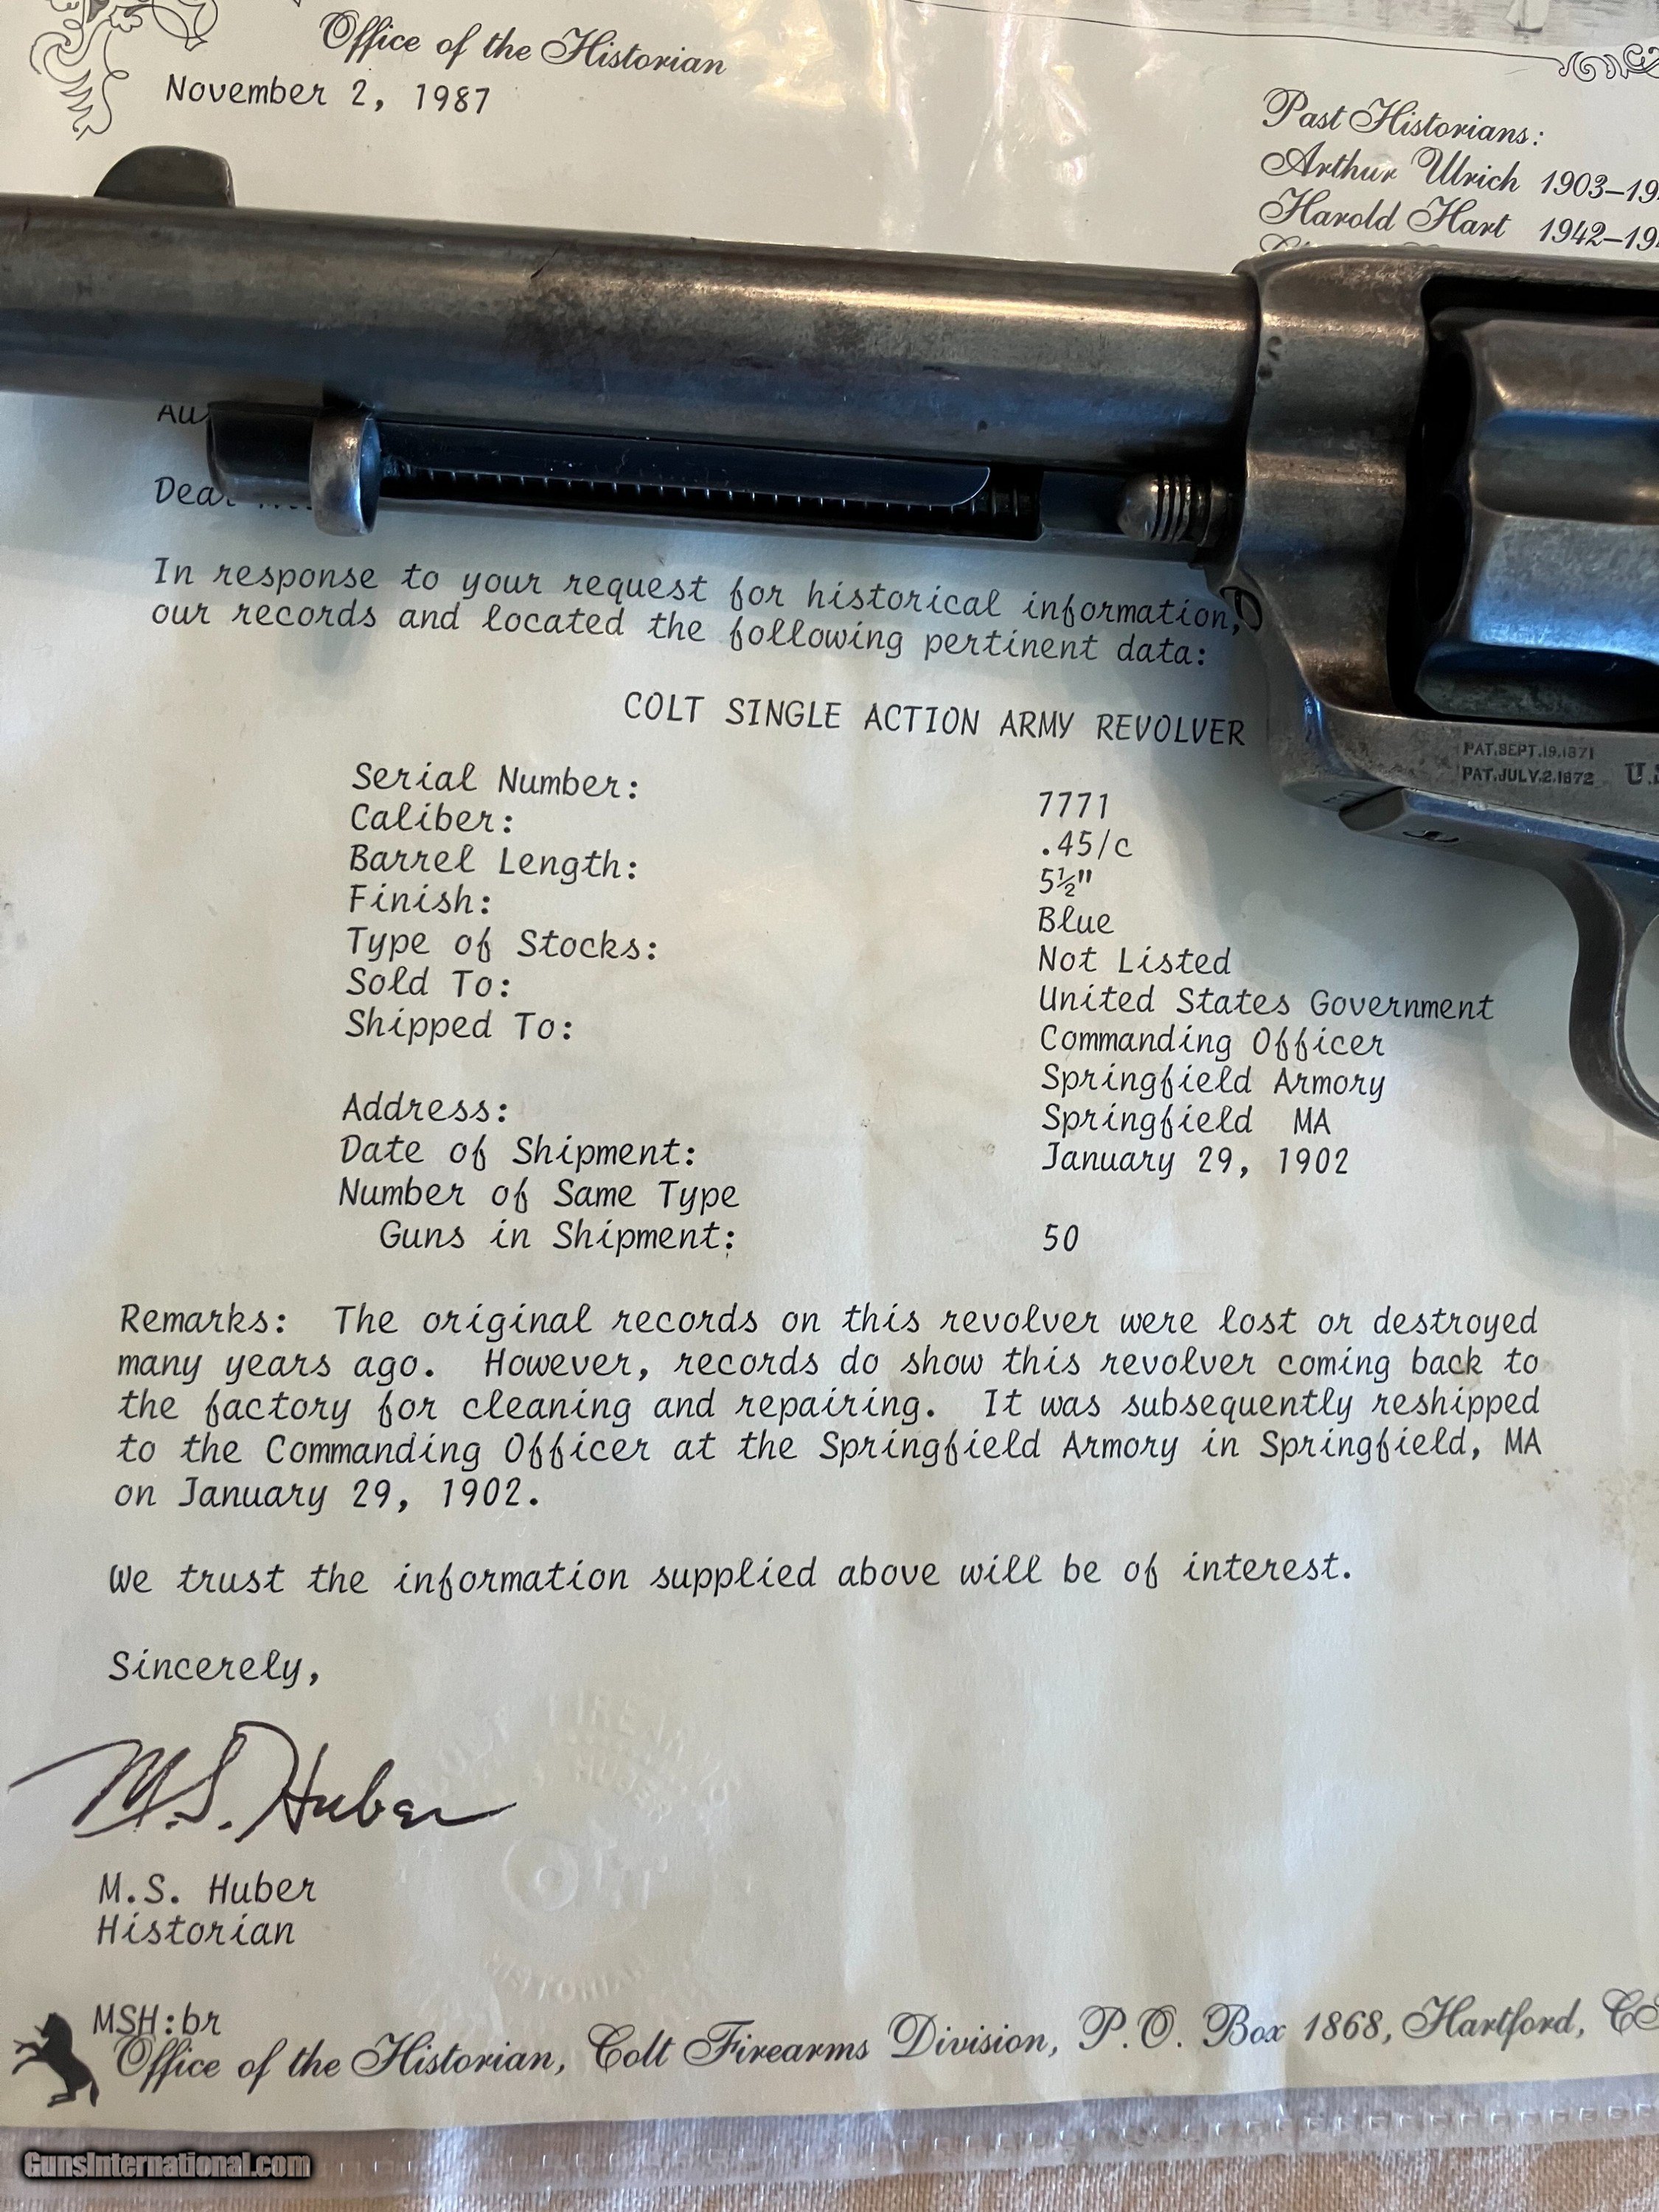 Office of the Historian
November 2, 1987
Past Historians:
Arthur Ulrich 1903-19
Harold Hart 1942-19
Dear
In response to your request for historical information,
our records and located the following pertinent data:
COLT SINGLE ACTION ARMY REVOLVER
PAT.SEPT.19.1871
PAT.JULY.2.1872 U.S
Serial Number: 7771
Caliber: .45/c
Barrel Length: 5½"
Finish: Blue
Type of Stocks: Not Listed
Sold To: United States Government
Shipped To: Commanding Officer
Springfield Armory
Address: Springfield MA
Date of Shipment: January 29, 1902
Number of Same Type
Guns in Shipment: 50
Remarks: The original records on this revolver were lost or destroyed
many years ago. However, records do show this revolver coming back to
the factory for cleaning and repairing. It was subsequently reshipped
to the Commanding Officer at the Springfield Armory in Springfield, MA
on January 29, 1902.
We trust the information supplied above will be of interest.
Sincerely,
M.S. Huber
M.S. Huber
Historian
MSH:br
Office of the Historian, Colt Firearms Division, P.O. Box 1868, Hartford, CT
GunsInternational.com